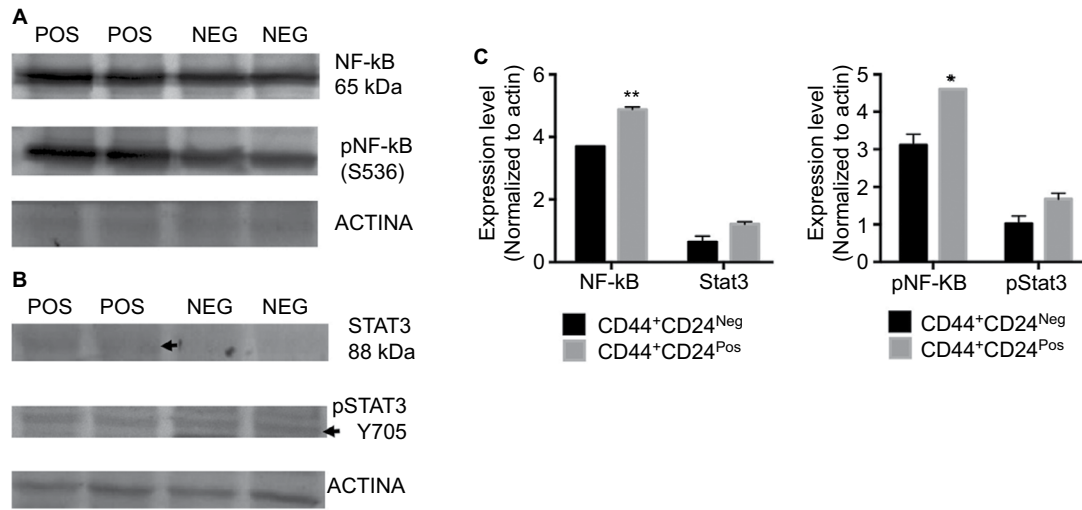 A
POS POS NEG NEG
NF-kB
65 kDa
pNF-kB
(S536)
ACTINA
B
POS POS NEG NEG
STAT3
88 kDa
pSTAT3
Y705
ACTINA
C
Expression level
(Normalized to actin)
6
4
2
0
**
NF-kB Stat3
CD44⁺CD24ᴺᵉᵍ
CD44⁺CD24ᴾᵒˢ
Expression level
(Normalized to actin)
5
4
3
2
1
0
*
pNF-KB pStat3
CD44⁺CD24ᴺᵉᵍ
CD44⁺CD24ᴾᵒˢ